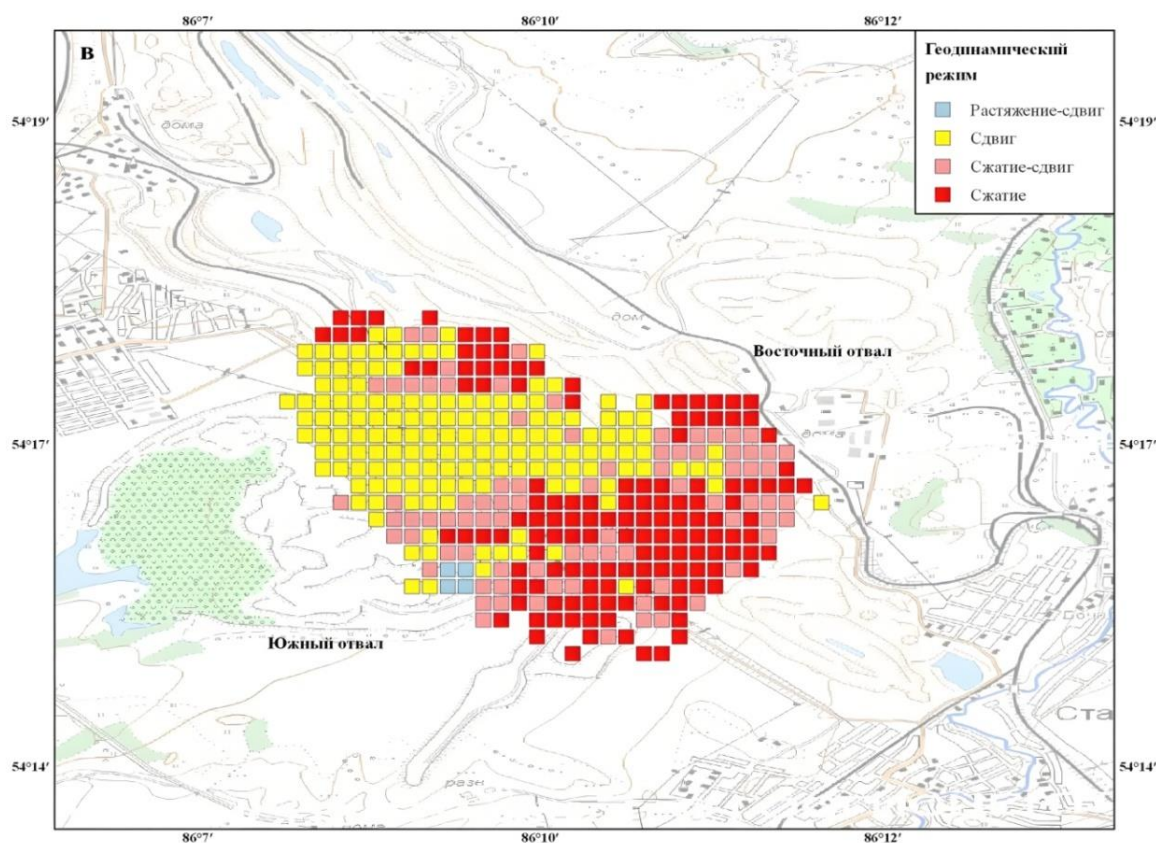 86°7′ 86°10′ 86°12′
в
Геодинамический
режим
Растяжение-сдвиг
Сдвиг
Сжатие-сдвиг
Сжатие
54°19′ 54°19′
дома
дом
Восточный отвал
54°17′ 54°17′
Южный отвал
Ста
54°14′ 54°14′
разн
86°7′ 86°10′ 86°12′